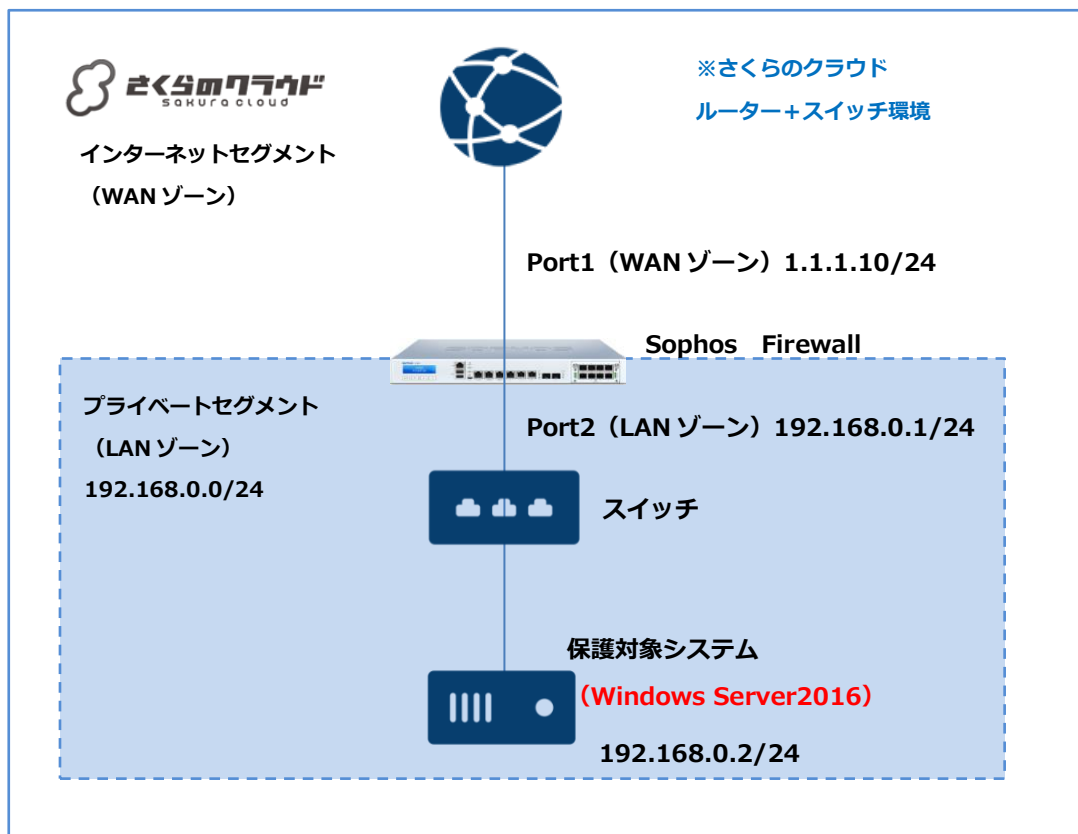 さくらのクラウド
sakura cloud
※さくらのクラウド
ルーター＋スイッチ環境
インターネットセグメント
（WAN ゾーン）
Port1（WAN ゾーン）1.1.1.10/24
Sophos　Firewall
プライベートセグメント
（LAN ゾーン）
192.168.0.0/24
Port2（LAN ゾーン）192.168.0.1/24
スイッチ
保護対象システム
（Windows Server2016）
192.168.0.2/24